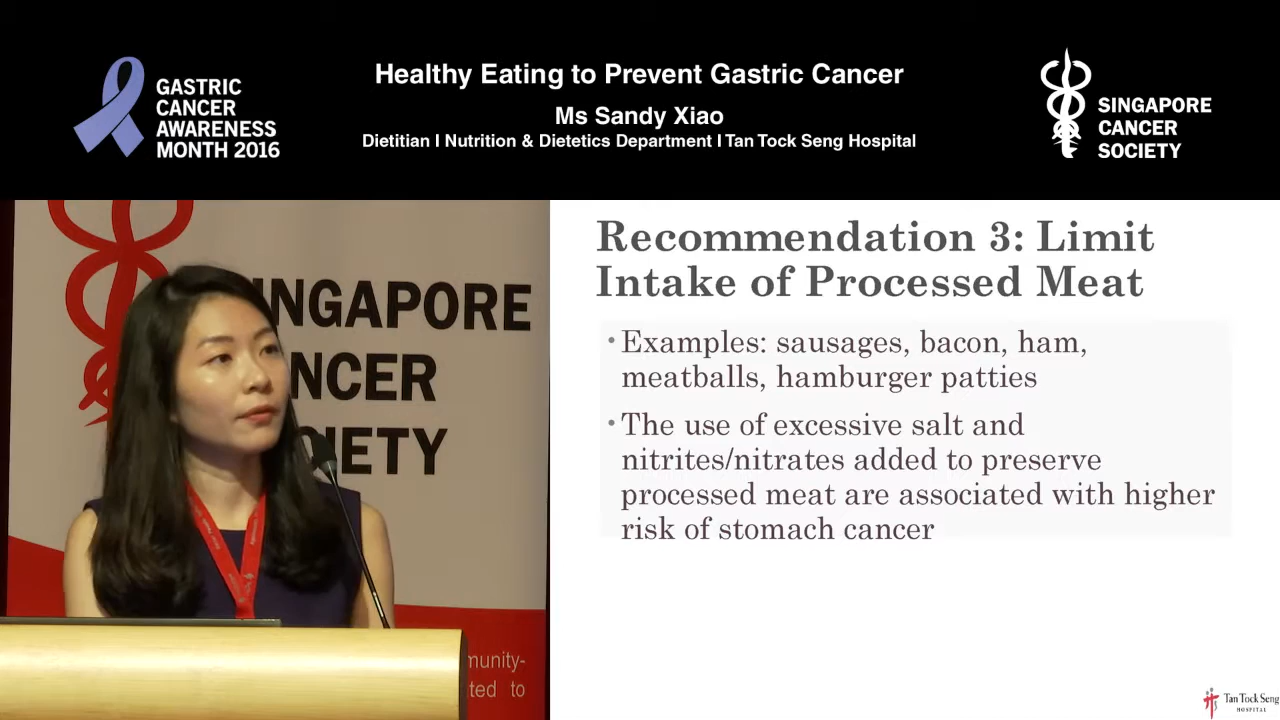 GASTRIC
CANCER
AWARENESS
MONTH 2016
Healthy Eating to Prevent Gastric Cancer
Ms Sandy Xiao
Dietitian I Nutrition & Dietetics Department I Tan Tock Seng Hospital
SINGAPORE
CANCER
SOCIETY
INGAPORE
NCER
IETY
munity-
ted to
Recommendation 3: Limit
Intake of Processed Meat
• Examples: sausages, bacon, ham,
meatballs, hamburger patties
• The use of excessive salt and
nitrites/nitrates added to preserve
processed meat are associated with higher
risk of stomach cancer
Tan Tock Seng
HOSPITAL